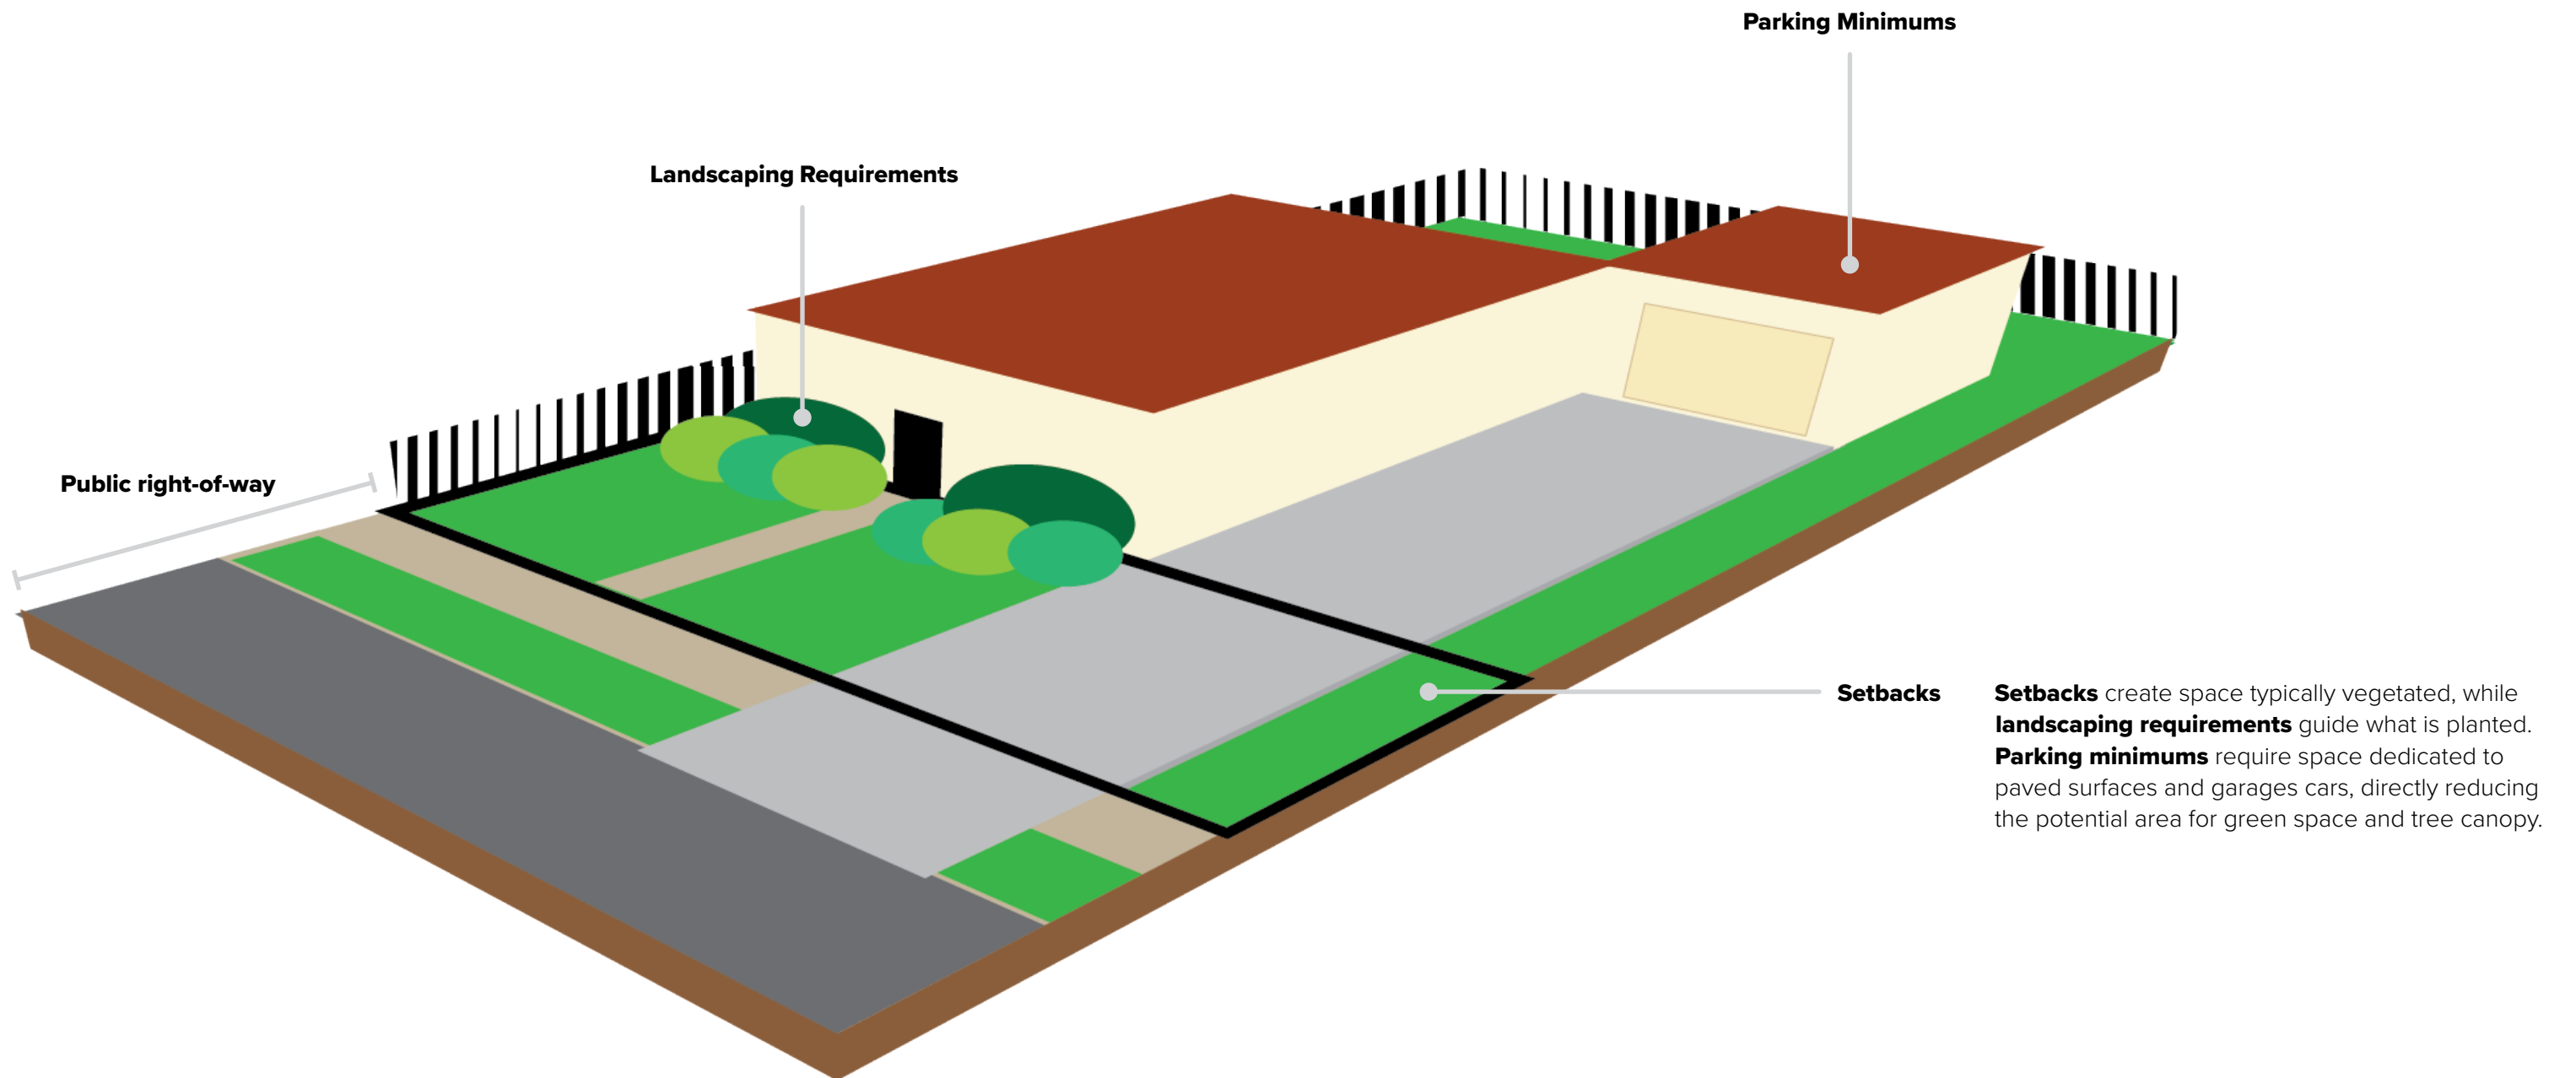 Parking Minimums
Landscaping Requirements
Public right-of-way
Setbacks
Setbacks create space typically vegetated, while
landscaping requirements guide what is planted.
Parking minimums require space dedicated to
paved surfaces and garages cars, directly reducing
the potential area for green space and tree canopy.